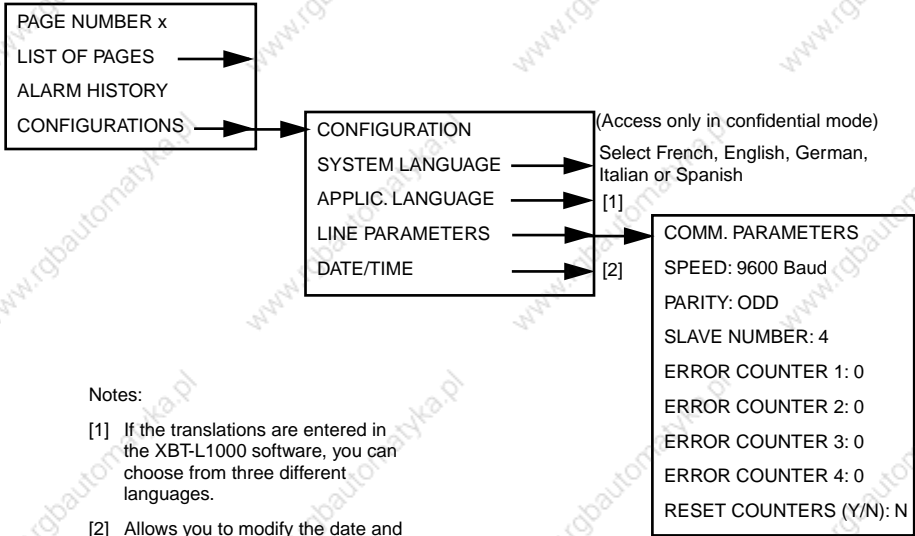 PAGE NUMBER x
LIST OF PAGES
ALARM HISTORY
CONFIGURATIONS
CONFIGURATION
(Access only in confidential mode)
SYSTEM LANGUAGE
Select French, English, German,
Italian or Spanish
APPLIC. LANGUAGE
[1]
LINE PARAMETERS
DATE/TIME
[2]
COMM. PARAMETERS
SPEED: 9600 Baud
PARITY: ODD
SLAVE NUMBER: 4
ERROR COUNTER 1: 0
ERROR COUNTER 2: 0
ERROR COUNTER 3: 0
ERROR COUNTER 4: 0
RESET COUNTERS (Y/N): N
Notes:
[1] If the translations are entered in
the XBT-L1000 software, you can
choose from three different
languages.
[2] Allows you to modify the date and
www.rgbautomatyka.pl